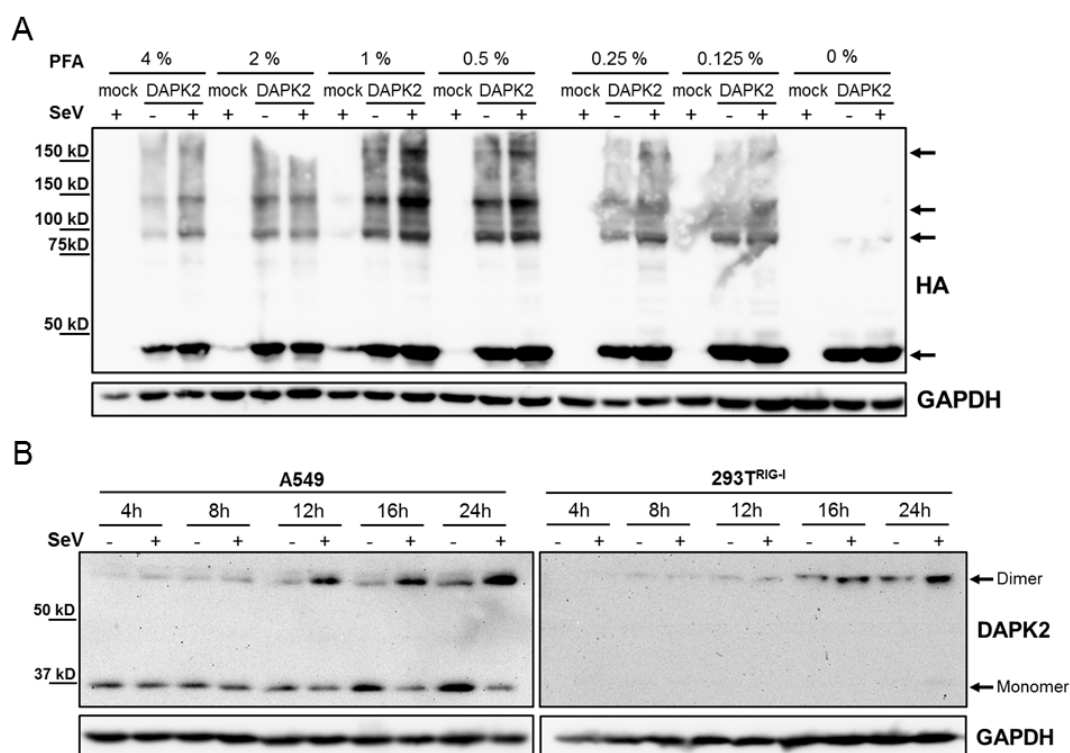 A
PFA 4 % 2 % 1 % 0.5 % 0.25 % 0.125 % 0 %
mock DAPK2 mock DAPK2 mock DAPK2 mock DAPK2 mock DAPK2 mock DAPK2 mock DAPK2
SeV + - + + - + + - + + - + + - + + - + + - +
150 kD
150 kD
100 kD
75kD
HA
50 kD
GAPDH
B
A549 293TRIG-I
4h 8h 12h 16h 24h 4h 8h 12h 16h 24h
SeV - + - + - + - + - + - + - + - + - + - +
Dimer
50 kD
DAPK2
37 kD
Monomer
GAPDH